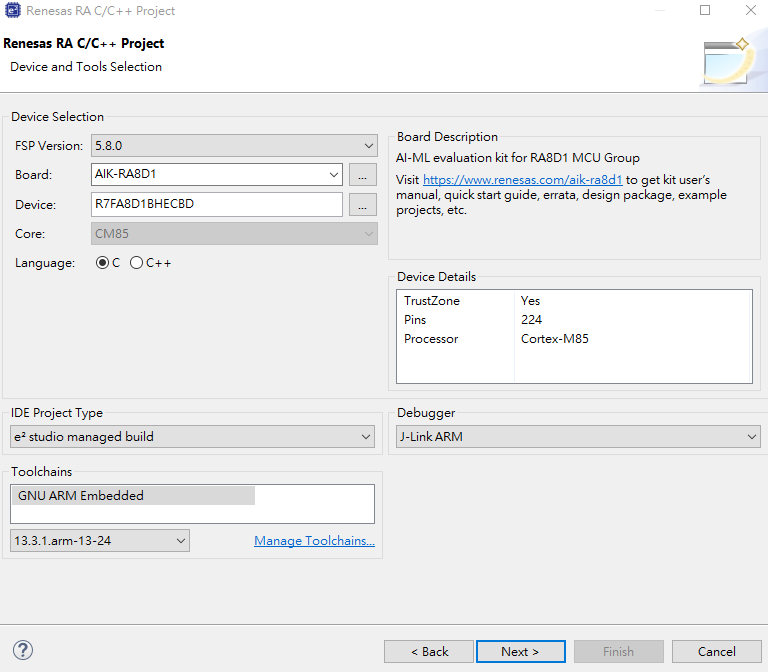 Renesas RA C/C++ Project
Renesas RA C/C++ Project
Device and Tools Selection
Device Selection
FSP Version: 5.8.0
Board: AIK-RA8D1 ...
Device: R7FA8D1BHECBD ...
Core: CM85
Language: C C++
Board Description
AI-ML evaluation kit for RA8D1 MCU Group
Visit https://www.renesas.com/aik-ra8d1 to get kit user's
manual, quick start guide, errata, design package, example
projects, etc.
Device Details
TrustZone Yes
Pins 224
Processor Cortex-M85
IDE Project Type
e² studio managed build
Debugger
J-Link ARM
Toolchains
GNU ARM Embedded
13.3.1.arm-13-24
Manage Toolchains...
? < Back Next > Finish Cancel